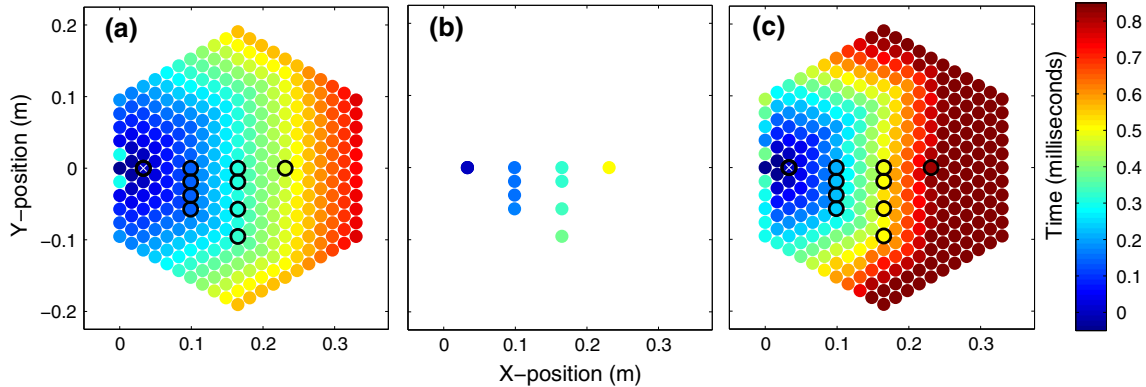 (a)
(b)
(c)
0.2
0.1
0
−0.1
−0.2
Y−position (m)
0 0.1 0.2 0.3
0 0.1 0.2 0.3
0 0.1 0.2 0.3
X−position (m)
Time (milliseconds)
0.8
0.7
0.6
0.5
0.4
0.3
0.2
0.1
0